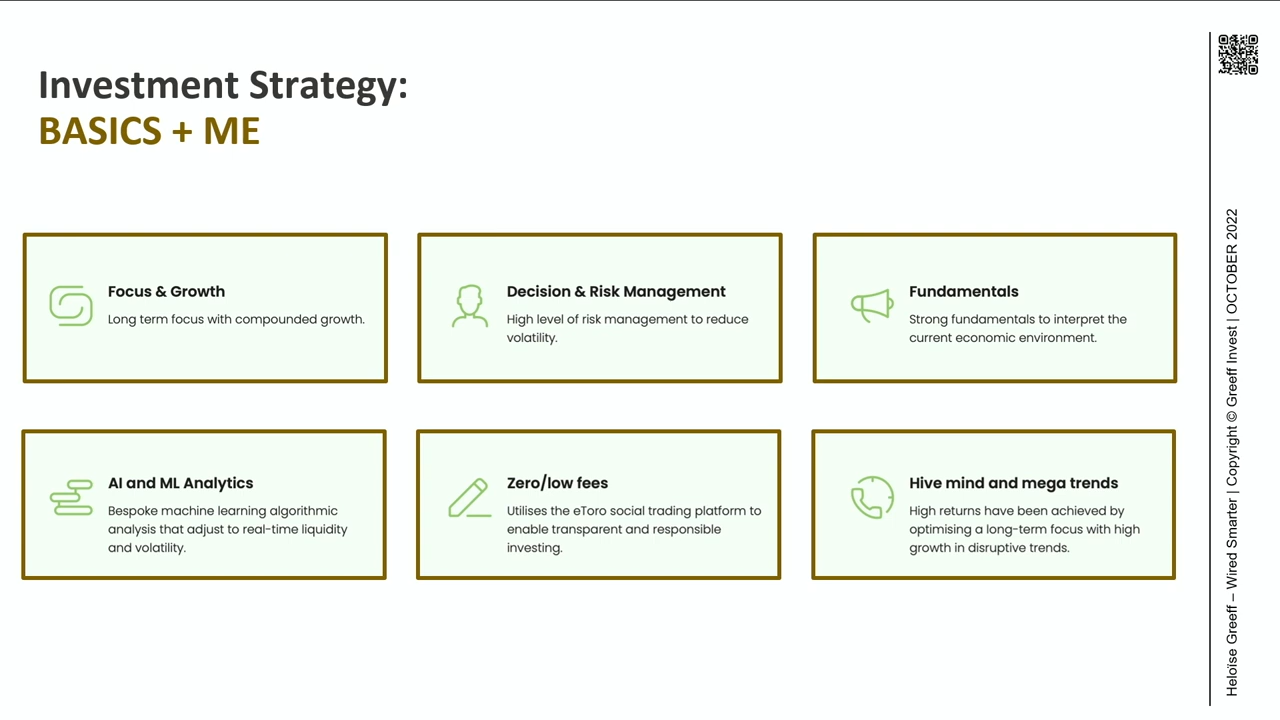 Investment Strategy:
BASICS + ME
Focus & Growth
Long term focus with compounded growth.
Decision & Risk Management
High level of risk management to reduce
volatility.
Fundamentals
Strong fundamentals to interpret the
current economic environment.
AI and ML Analytics
Bespoke machine learning algorithmic
analysis that adjust to real-time liquidity
and volatility.
Zero/low fees
Utilises the eToro social trading platform to
enable transparent and responsible
investing.
Hive mind and mega trends
High returns have been achieved by
optimising a long-term focus with high
growth in disruptive trends.
Heloïse Greeff – Wired Smarter | Copyright © Greeff Invest | OCTOBER 2022